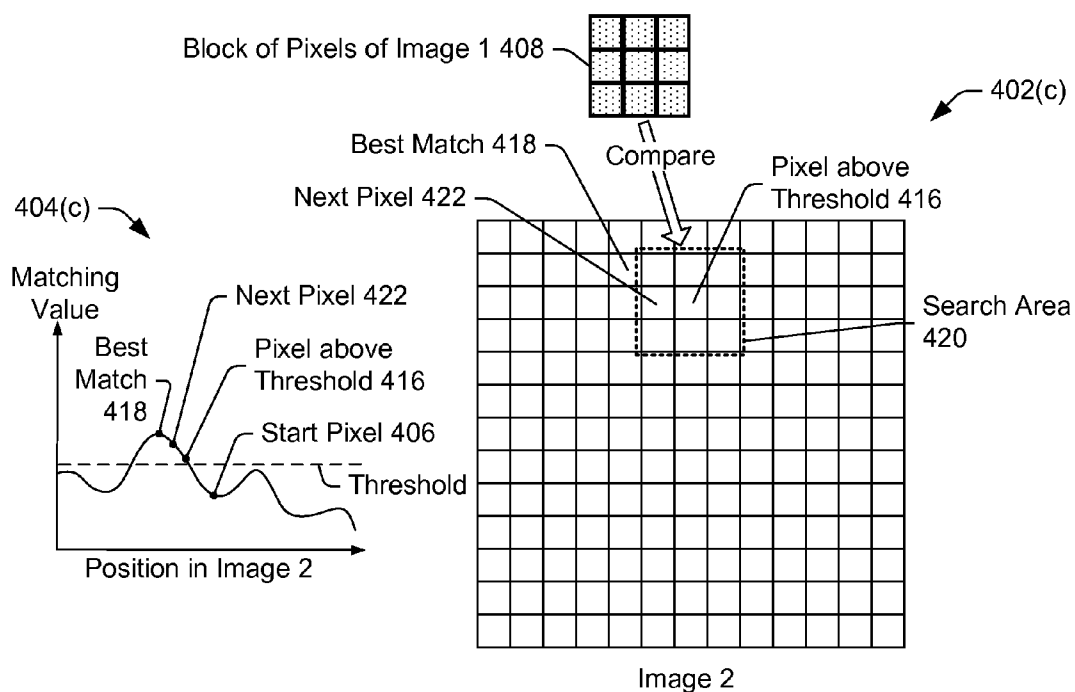 Block of Pixels of Image 1 408
402(c)
Best Match 418
Compare
Next Pixel 422
Pixel above
Threshold 416
404(c)
Matching
Value
Next Pixel 422
Best
Match
418
Pixel above
Threshold 416
Start Pixel 406
Threshold
Position in Image 2
Search Area
420
Image 2